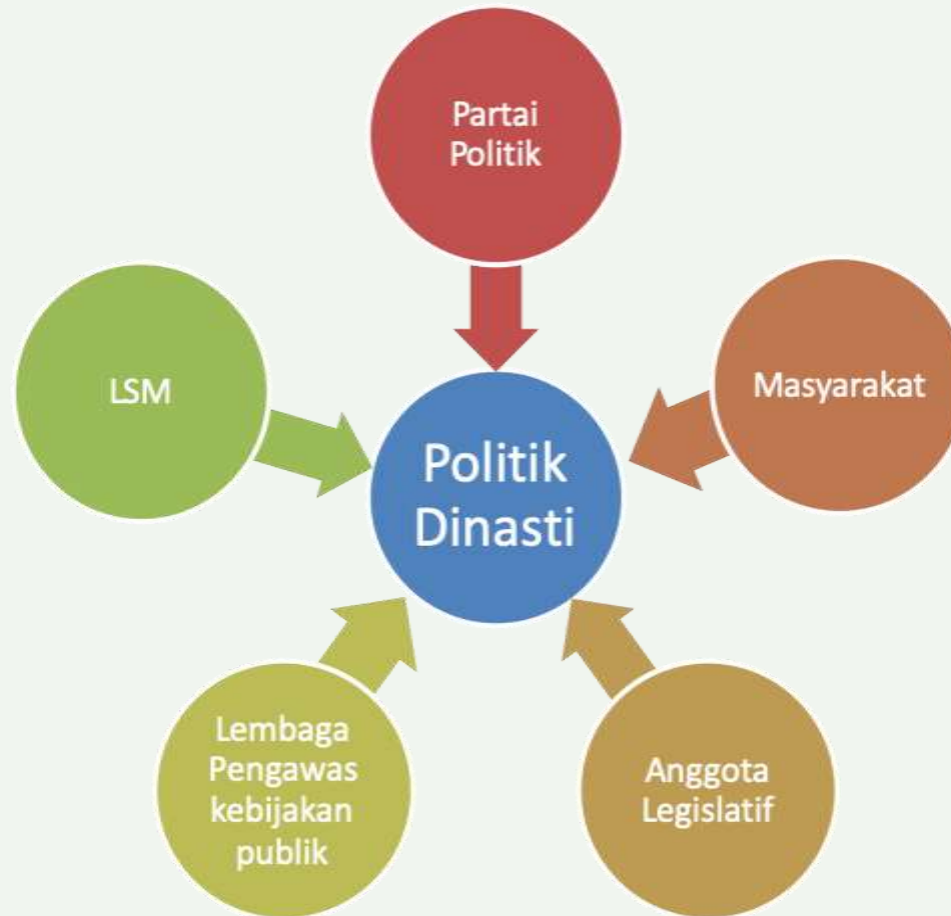 Partai
Politik
LSM
Masyarakat
Politik
Dinasti
Lembaga
Pengawas
kebijakan
publik
Anggota
Legislatif